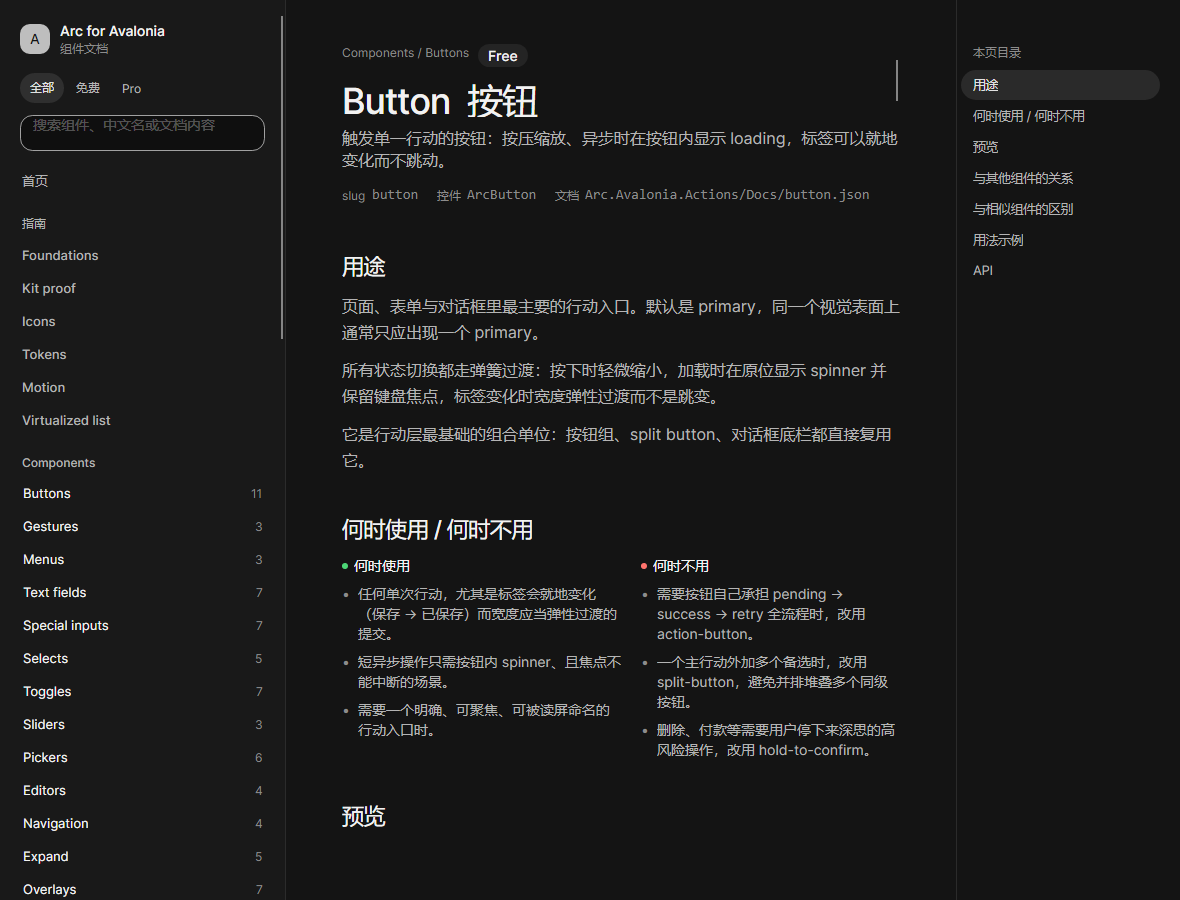 A
Arc for Avalonia
组件文档
全部 免费 Pro
搜索组件、中文名或文档内容
首页
指南
Foundations
Kit proof
Icons
Tokens
Motion
Virtualized list
Components
Buttons 11
Gestures 3
Menus 3
Text fields 7
Special inputs 7
Selects 5
Toggles 7
Sliders 3
Pickers 6
Editors 4
Navigation 4
Expand 5
Overlays 7
Components / Buttons Free
Button 按钮
触发单一行动的按钮：按压缩放、异步时在按钮内显示 loading，标签可以就地
变化而不跳动。
slug button 控件 ArcButton 文档 Arc.Avalonia.Actions/Docs/button.json
用途
页面、表单与对话框里最主要的行动入口。默认是 primary，同一个视觉表面上
通常只应出现一个 primary。
所有状态切换都走弹簧过渡：按下时轻微缩小，加载时在原位显示 spinner 并
保留键盘焦点，标签变化时宽度弹性过渡而不是跳变。
它是行动层最基础的组合单位：按钮组、split button、对话框底栏都直接复用
它。
何时使用 / 何时不用
何时使用
任何单次行动，尤其是标签会就地变化
（保存 → 已保存）而宽度应当弹性过渡的
提交。
短异步操作只需按钮内 spinner、且焦点不
能中断的场景。
需要一个明确、可聚焦、可被读屏命名的
行动入口时。
何时不用
需要按钮自己承担 pending →
success → retry 全流程时，改用
action-button。
一个主行动外加多个备选时，改用
split-button，避免并排堆叠多个同级
按钮。
删除、付款等需要用户停下来深思的高
风险操作，改用 hold-to-confirm。
预览
本页目录
用途
何时使用 / 何时不用
预览
与其他组件的关系
与相似组件的区别
用法示例
API